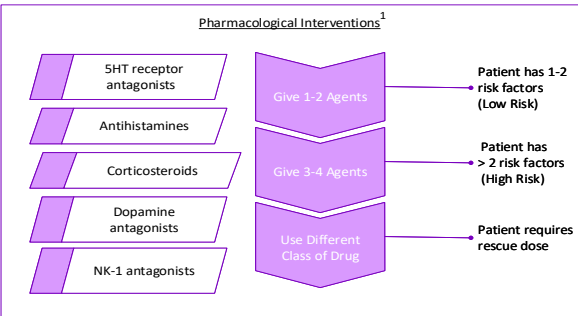 Pharmacological Interventions1
5HT receptor
antagonists
Antihistamines
Corticosteroids
Dopamine
antagonists
NK-1 antagonists
Give 1-2 Agents
Give 3-4 Agents
Use Different
Class of Drug
Patient has 1-2
risk factors
(Low Risk)
Patient has
> 2 risk factors
(High Risk)
Patient requires
rescue dose